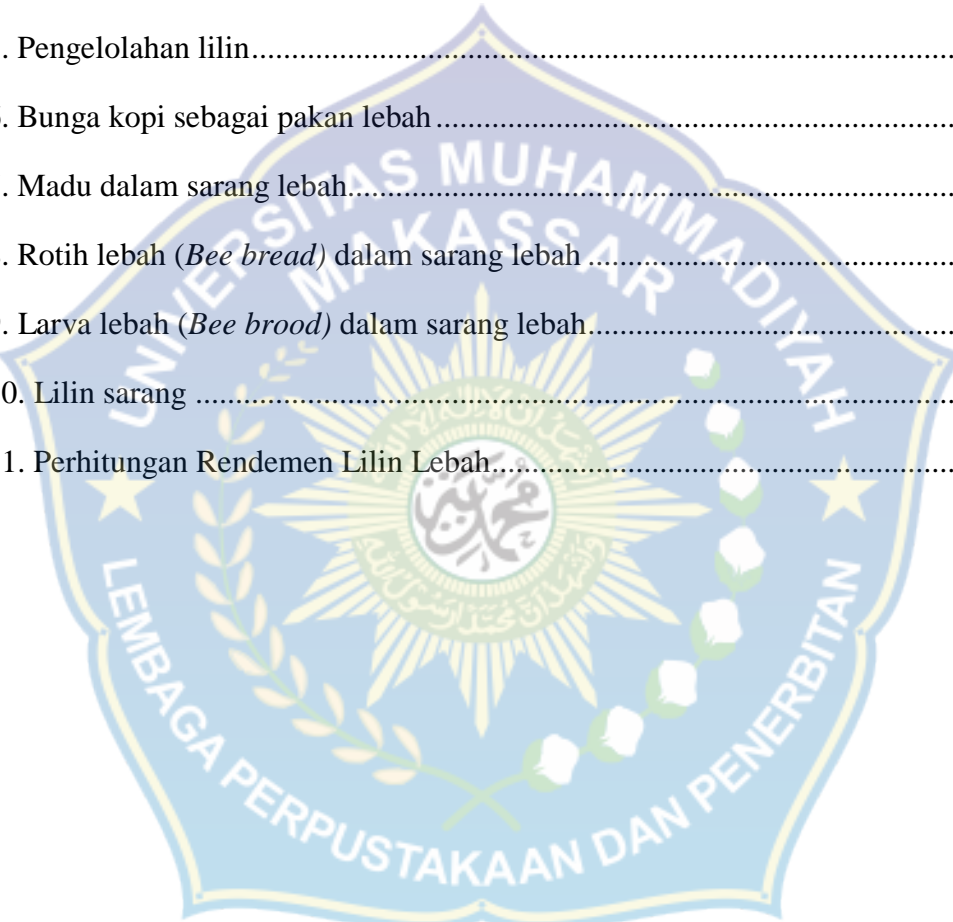 . Pengelolahan lilin..........................................................................................
. Bunga kopi sebagai pakan lebah..................................................................
. Madu dalam sarang lebah.............................................................................
. Rotih lebah (Bee bread) dalam sarang lebah ...............................................
. Larva lebah (Bee brood) dalam sarang lebah..............................................
0. Lilin sarang ................................................................................................
1. Perhitungan Rendemen Lilin Lebah...........................................................
UNIVERSITAS MUHAMMADIYAH
MAKASSAR
LEMBAGA PERPUSTAKAAN DAN PENERBITAN